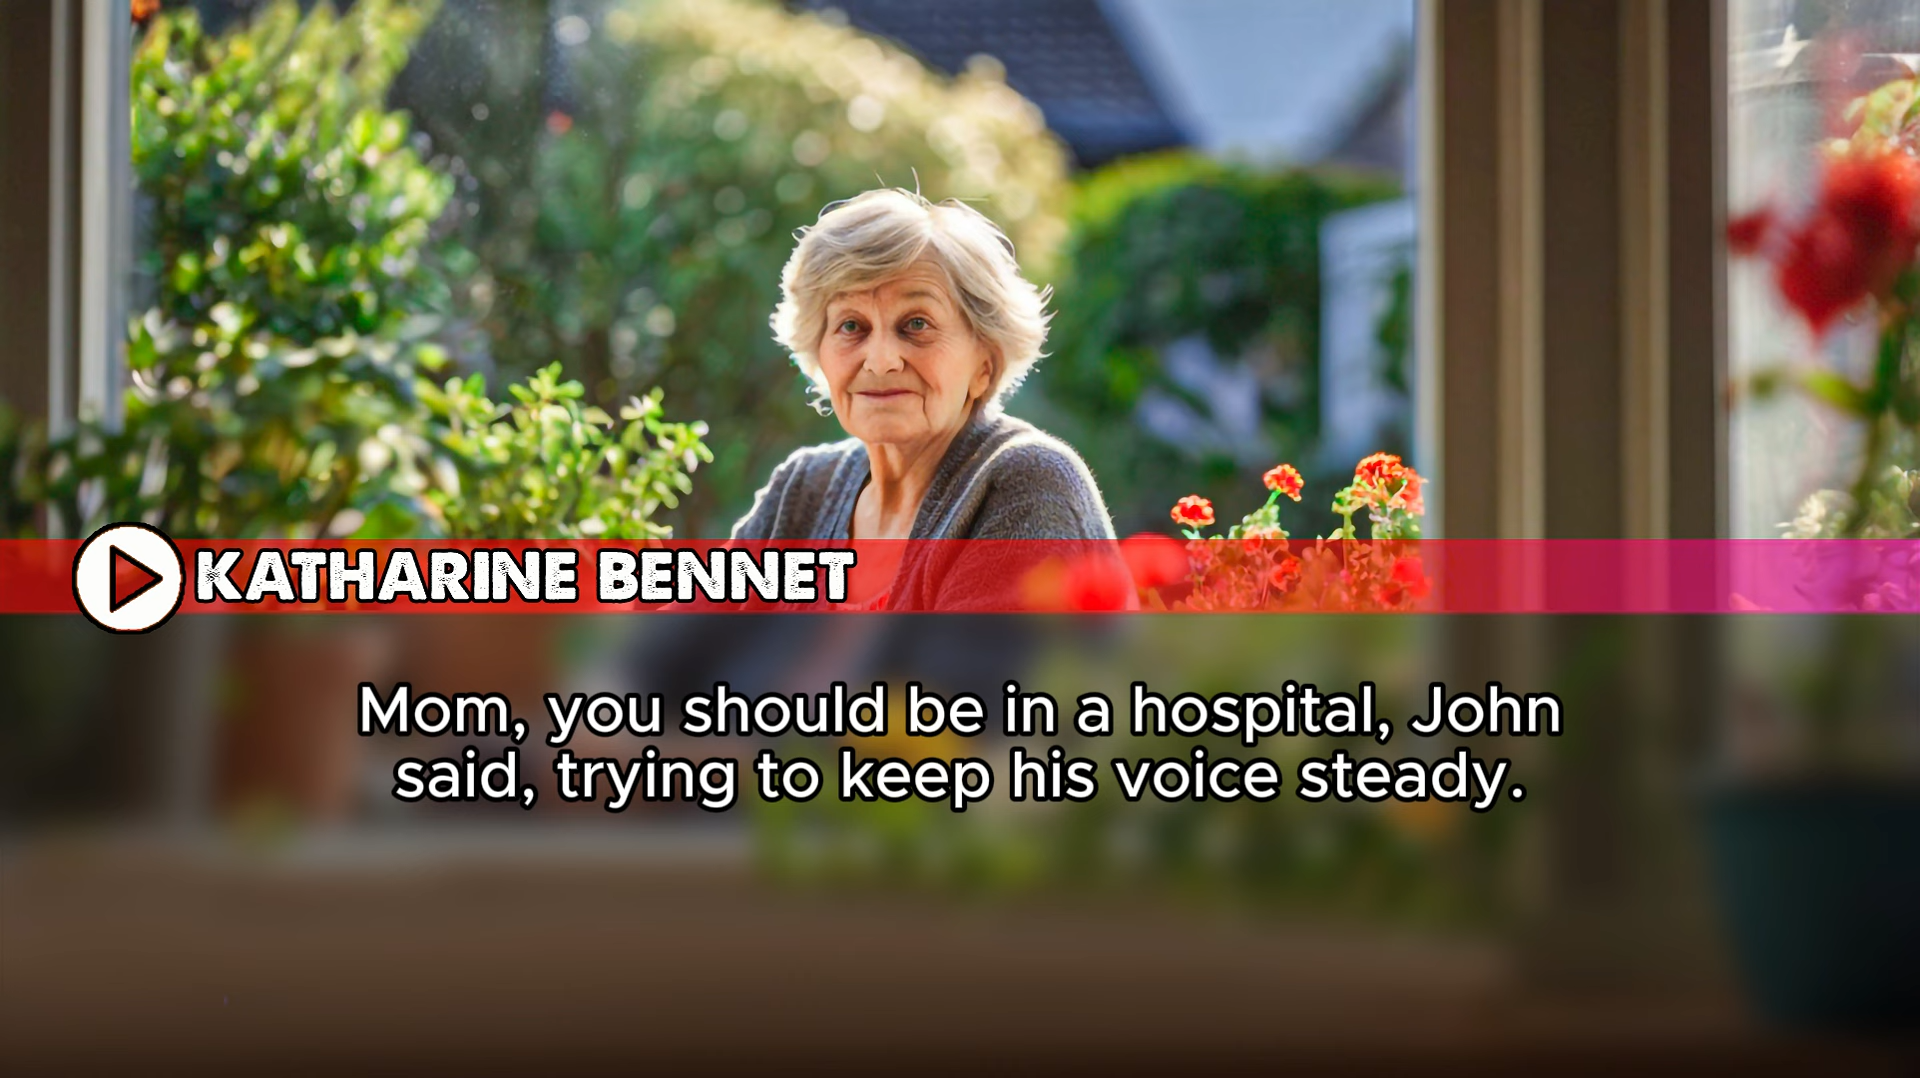 KATHARINE BENNET
Mom, you should be in a hospital, John
said, trying to keep his voice steady.